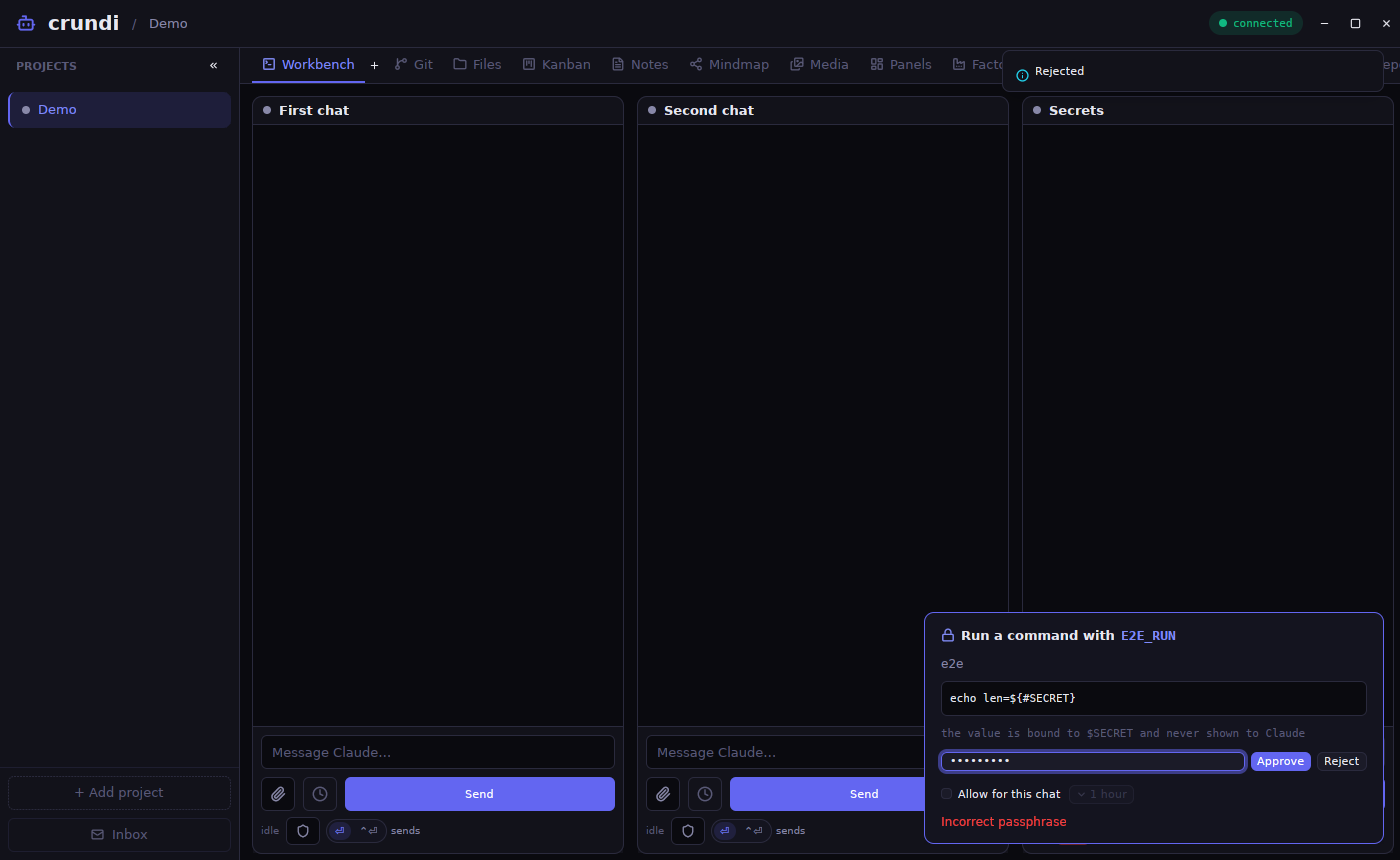 crundi / Demo
connected
PROJECTS «
Demo
Workbench + Git Files Kanban Notes Mindmap Media Panels
Rejected
First chat
Second chat
Secrets
Run a command with E2E_RUN
e2e
echo len=${#SECRET}
the value is bound to $SECRET and never shown to Claude
••••••••• Approve Reject
Allow for this chat 1 hour
Incorrect passphrase
Message Claude...
Send
idle ⏎ ^⏎ sends
Message Claude...
Send
idle ⏎ ^⏎ sends
+ Add project
Inbox